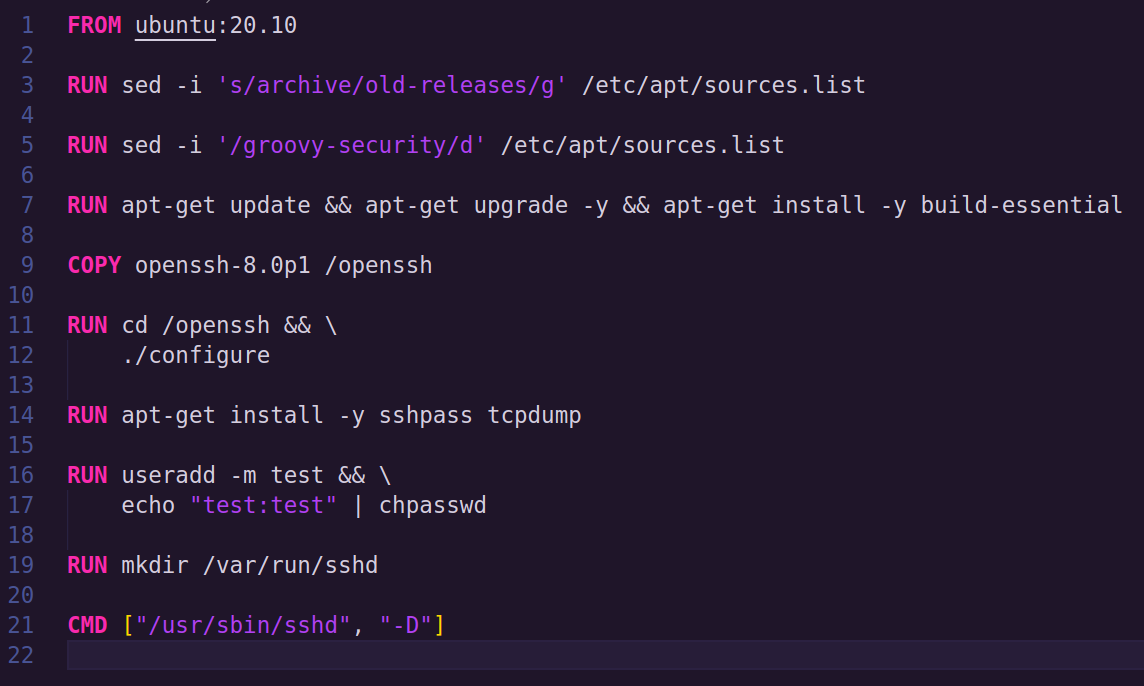 1 FROM ubuntu:20.10
2
3 RUN sed -i 's/archive/old-releases/g' /etc/apt/sources.list
4
5 RUN sed -i '/groovy-security/d' /etc/apt/sources.list
6
7 RUN apt-get update && apt-get upgrade -y && apt-get install -y build-essential
8
9 COPY openssh-8.0p1 /openssh
10
11 RUN cd /openssh && \
12     ./configure
13
14 RUN apt-get install -y sshpass tcpdump
15
16 RUN useradd -m test && \
17     echo "test:test" | chpasswd
18
19 RUN mkdir /var/run/sshd
20
21 CMD ["/usr/sbin/sshd", "-D"]
22